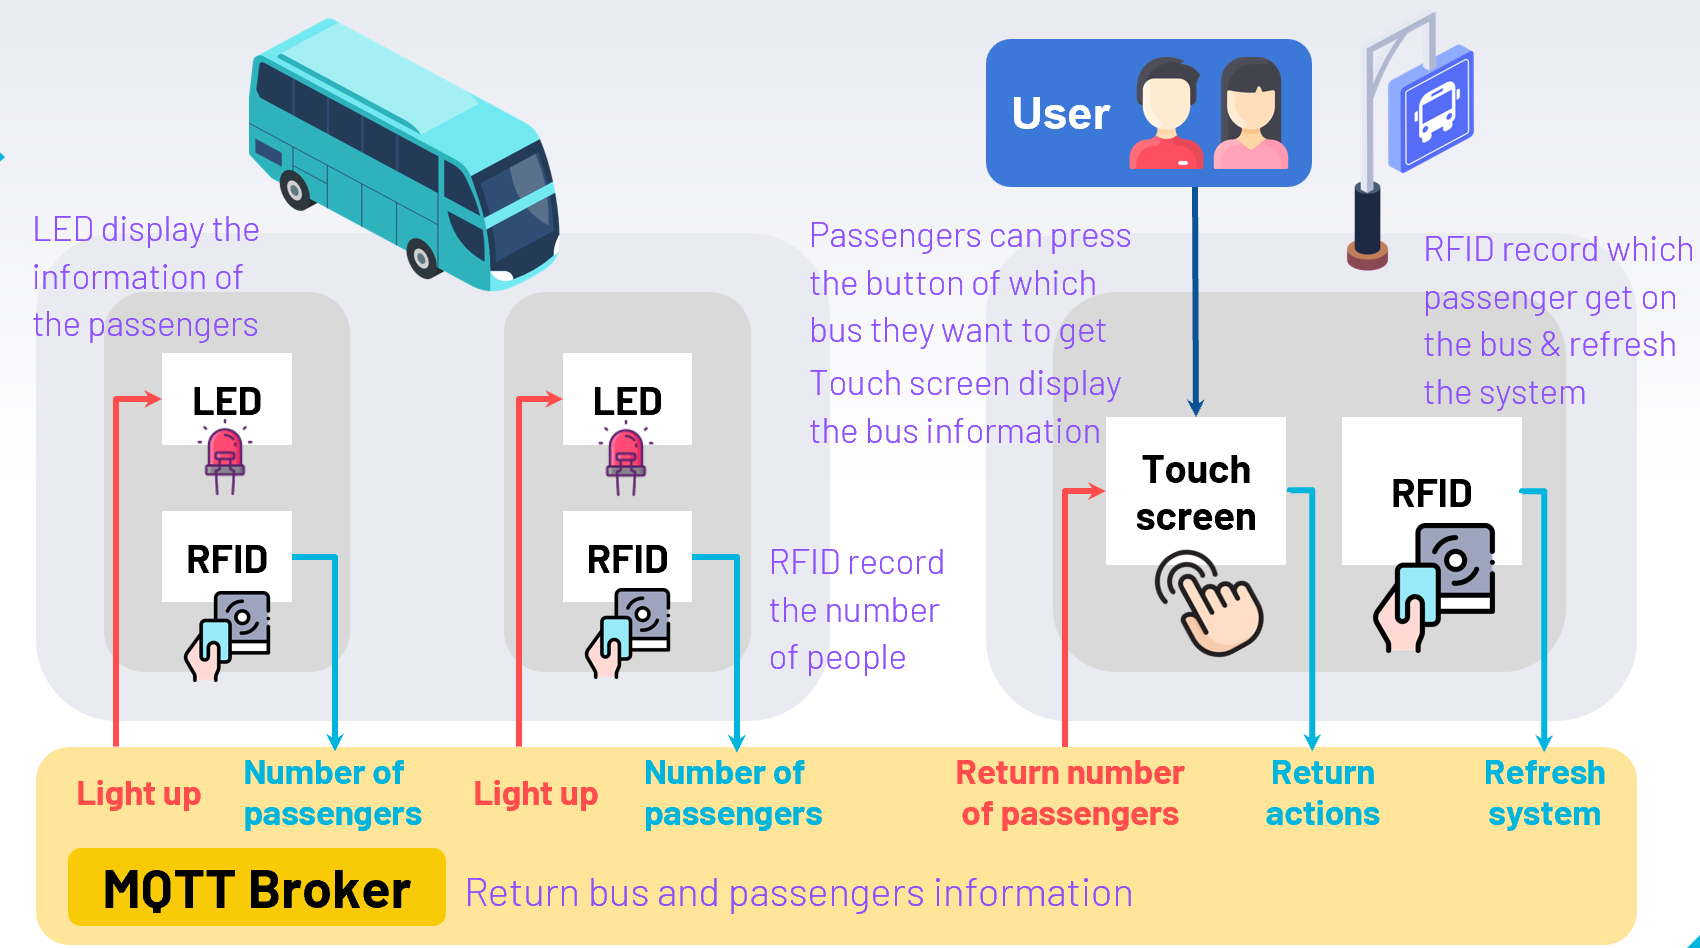 User
LED display the
information of
the passengers
Passengers can press
the button of which
bus they want to get
Touch screen display
the bus information
RFID record which
passenger get on
the bus & refresh
the system
LED
RFID
LED
RFID
RFID record
the number
of people
Touch
screen
RFID
Light up
Number of
passengers
Light up
Number of
passengers
Return number
of passengers
Return
actions
Refresh
system
MQTT Broker
Return bus and passengers information